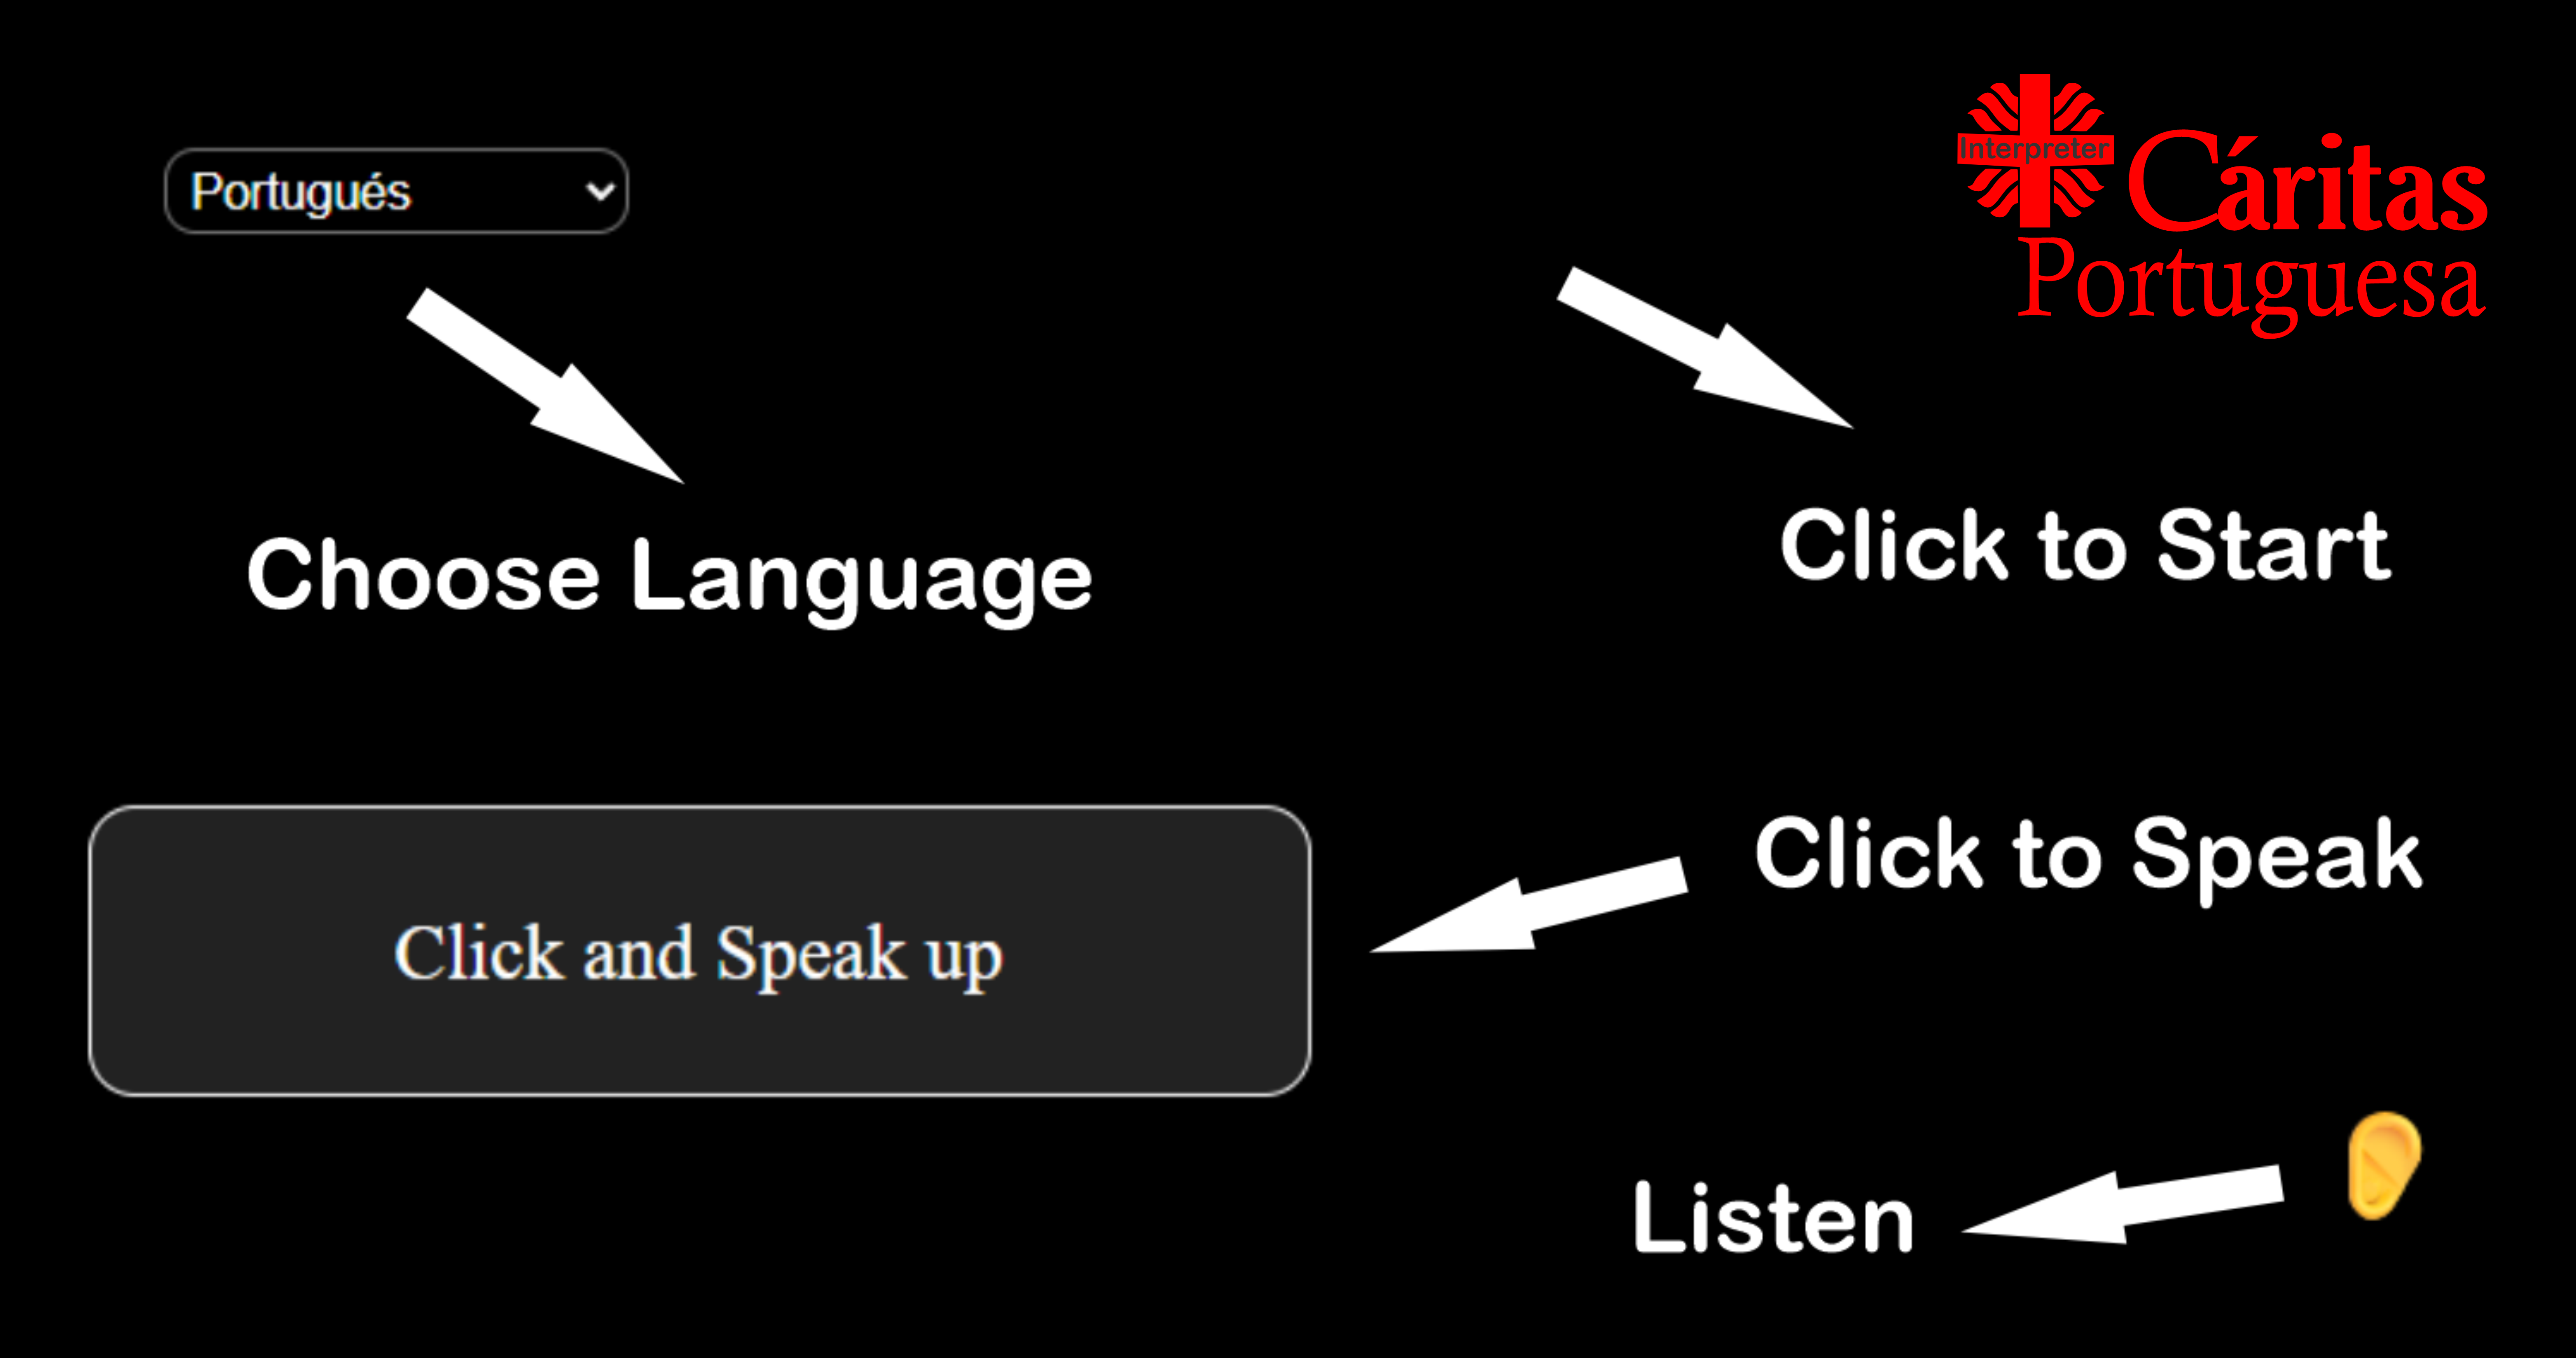 Portugués
Interpreter
Cáritas
Portuguesa
Choose Language
Click to Start
Click to Speak
Click and Speak up
Listen